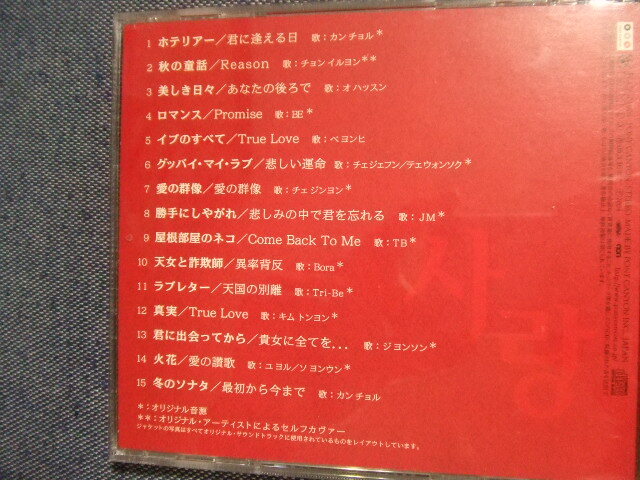 1 ホテリアー／君に逢える日 歌：カンチョル*
2 秋の童話／Reason 歌：チョンイルヨン**
3 美しき日々／あなたの後ろで 歌：オハッスン
4 ロマンス／Promise 歌：BE*
5 イブのすべて／True Love 歌：ペヨンヒ
6 グッバイ・マイ・ラブ／悲しい運命 歌：チェジェフン/テェウォンソク*
7 愛の群像／愛の群像 歌：チェジンヨン*
8 勝手にしやがれ／悲しみの中で君を忘れる 歌：JM*
9 屋根部屋のネコ／Come Back To Me 歌：TB*
10 天女と詐欺師／異率背反 歌：Bora*
11 ラブレター／天国の別離 歌：Tri-Be*
12 真実／True Love 歌：キムトンヨン*
13 君に出会ってから／貴女に全てを... 歌：ジヨンソン*
14 火花／愛の讃歌 歌：ユヨル/ソヨンウン*
15 冬のソナタ／最初から今まで 歌：カンチョル
*：オリジナル音源
**：オリジナル・アーティストによるセルフカヴァー
ジャケットの写真はすべてオリジナル・サウンドトラックに使用されているものをレイアウトしています。